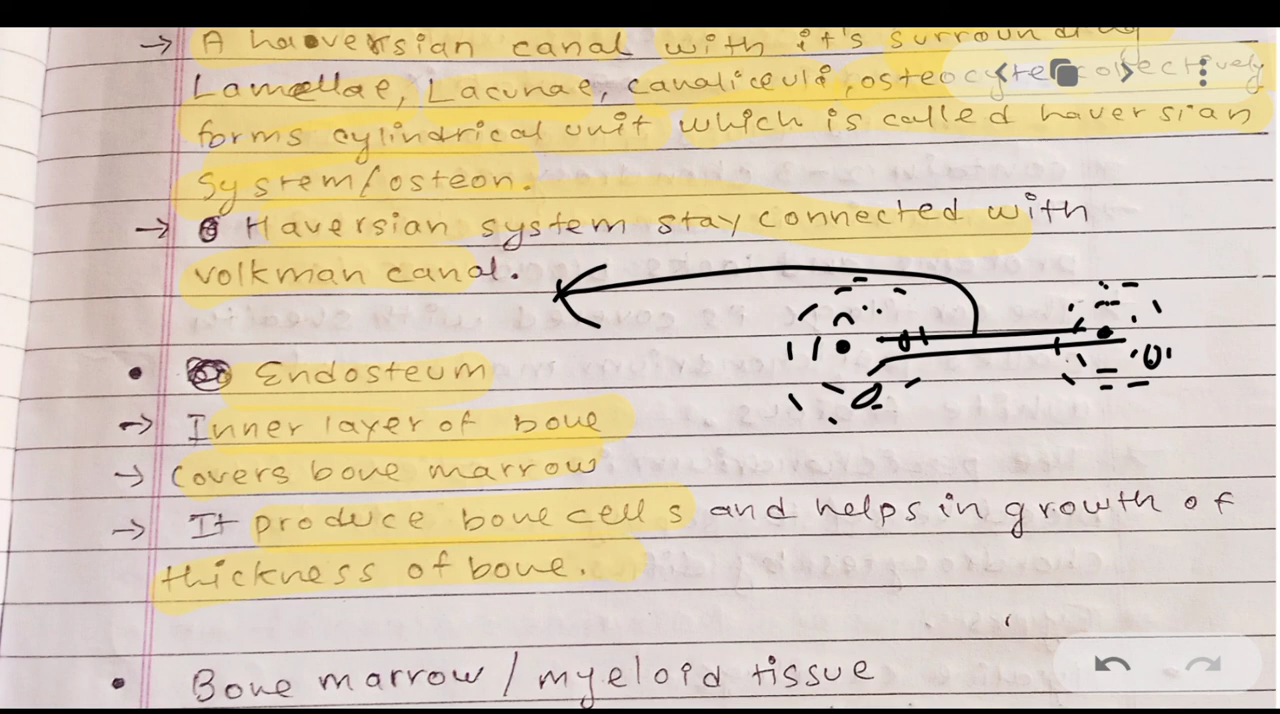 → A haversian canal with it's surrounding
Lamellae, Lacunae, canaliculi, osteocyte collectively
forms cylindrical unit which is called haversian
System/osteon.
→ Haversian system stay connected with
volkman canal.
• Endosteum
→ Inner layer of bone
→ covers bone marrow
→ It produce bone cells and helps in growth of
thickness of bone.
• Bone marrow / myeloid tissue